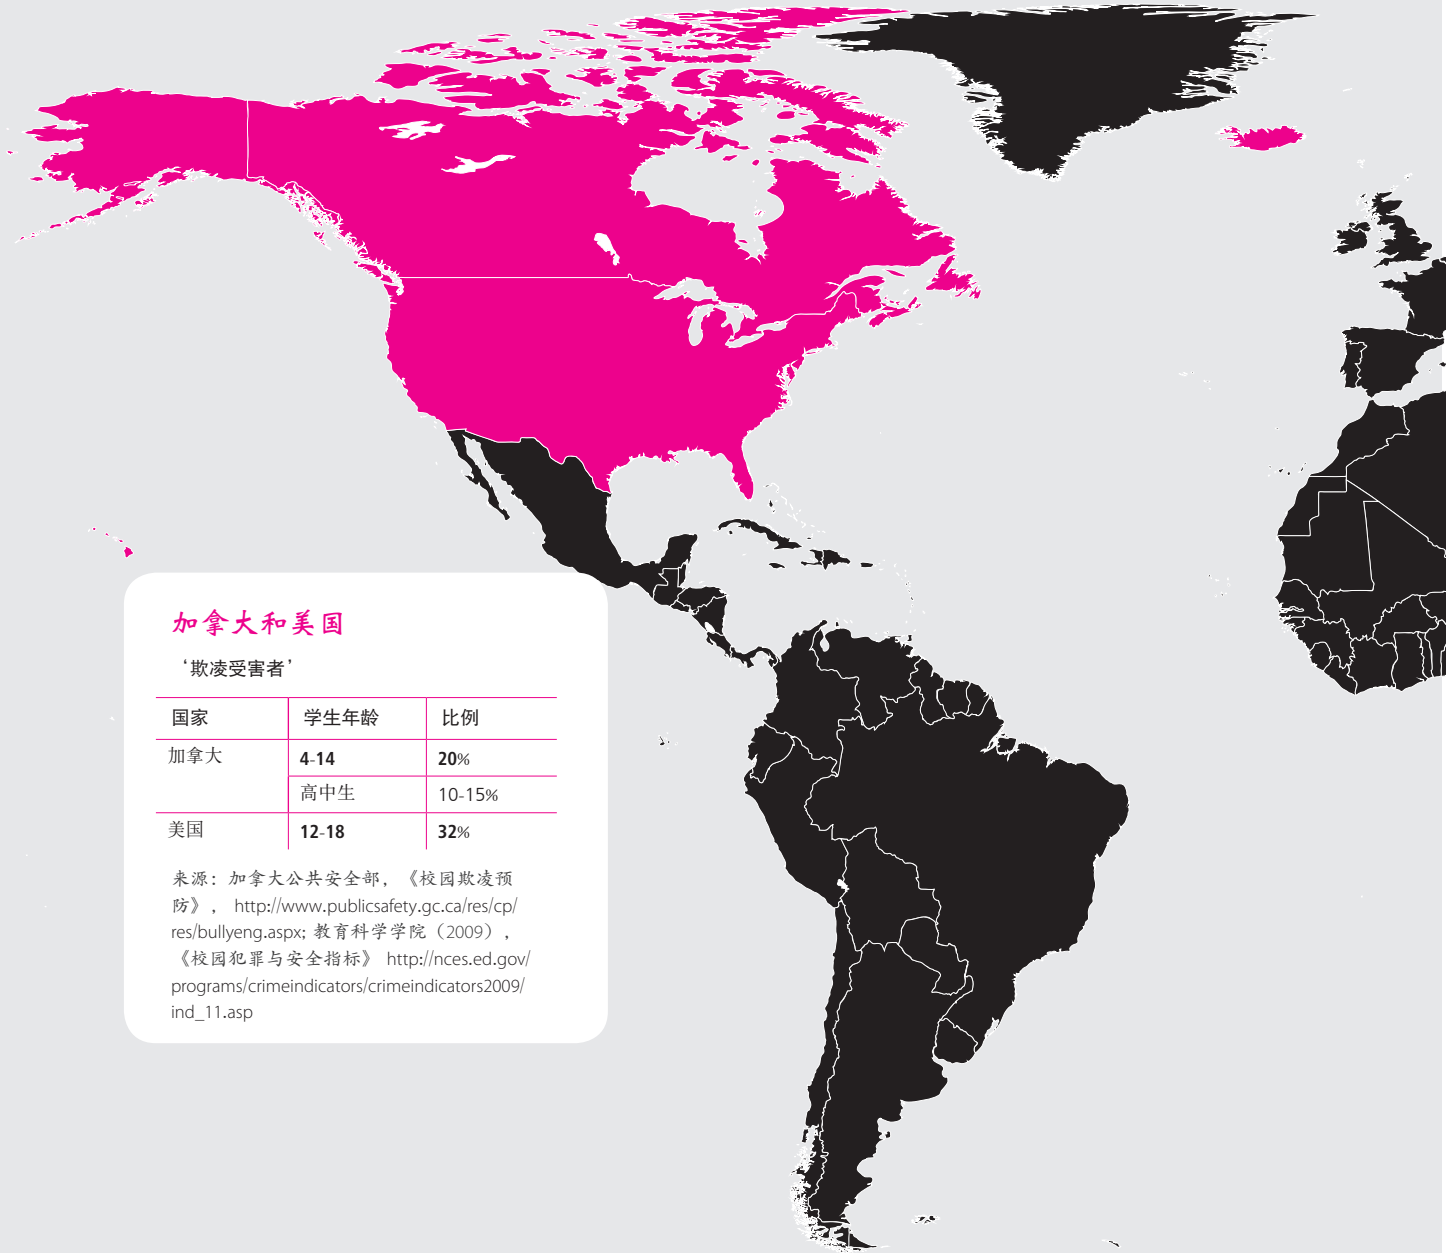 加拿大和美国
‘欺凌受害者’
国家 学生年龄 比例
加拿大 4-14 20%
高中生 10-15%
美国 12-18 32%
来源：加拿大公共安全部，《校园欺凌预
防》， http://www.publicsafety.gc.ca/res/cp/
res/bullyeng.aspx; 教育科学学院（2009），
《校园犯罪与安全指标》 http://nces.ed.gov/
programs/crimeindicators/crimeindicators2009/
ind_11.asp